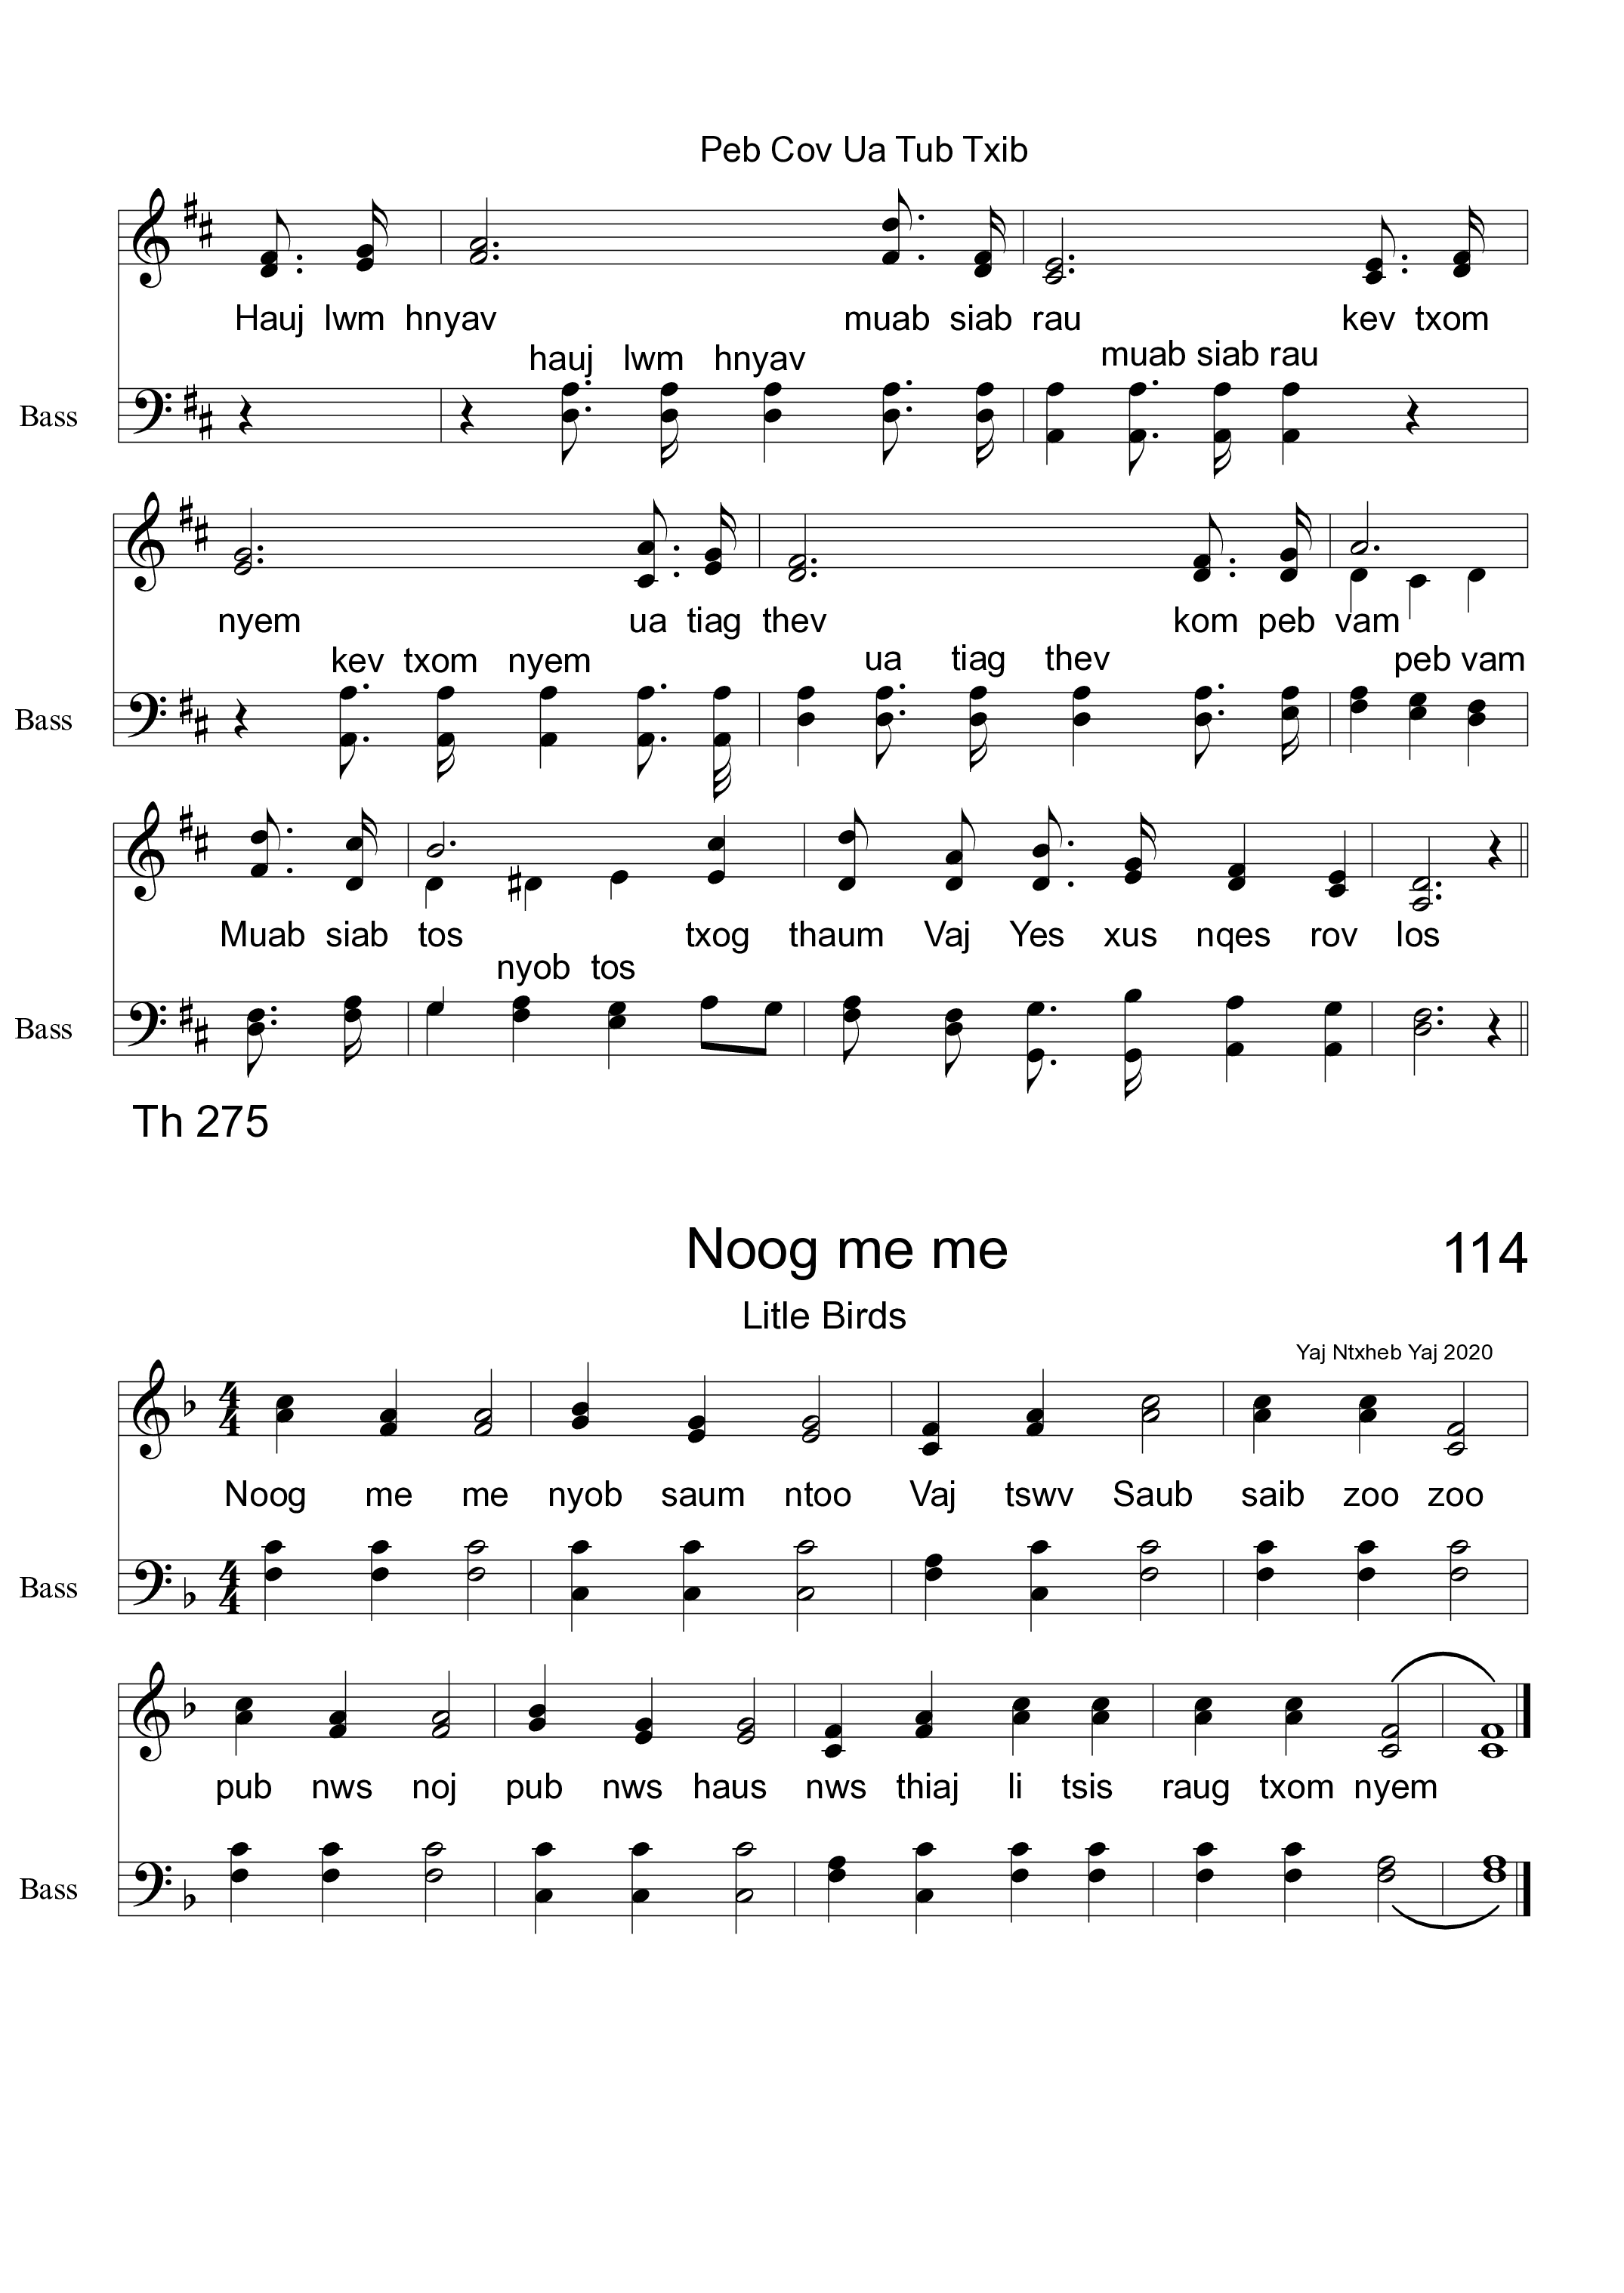 Peb Cov Ua Tub Txib
Hauj lwm hnyav muab siab rau kev txom
hauj lwm hnyav muab siab rau
Bass
nyem ua tiag thev kom peb vam
kev txom nyem ua tiag thev peb vam
Bass
Muab siab tos txog thaum Vaj Yes xus nqes rov los
nyob tos
Bass
Th 275
Noog me me 114
Litle Birds
Yaj Ntxheb Yaj 2020
4 4
Noog me me nyob saum ntoo Vaj tswv Saub saib zoo zoo
Bass 4 4
pub nws noj pub nws haus nws thiaj li tsis raug txom nyem
Bass